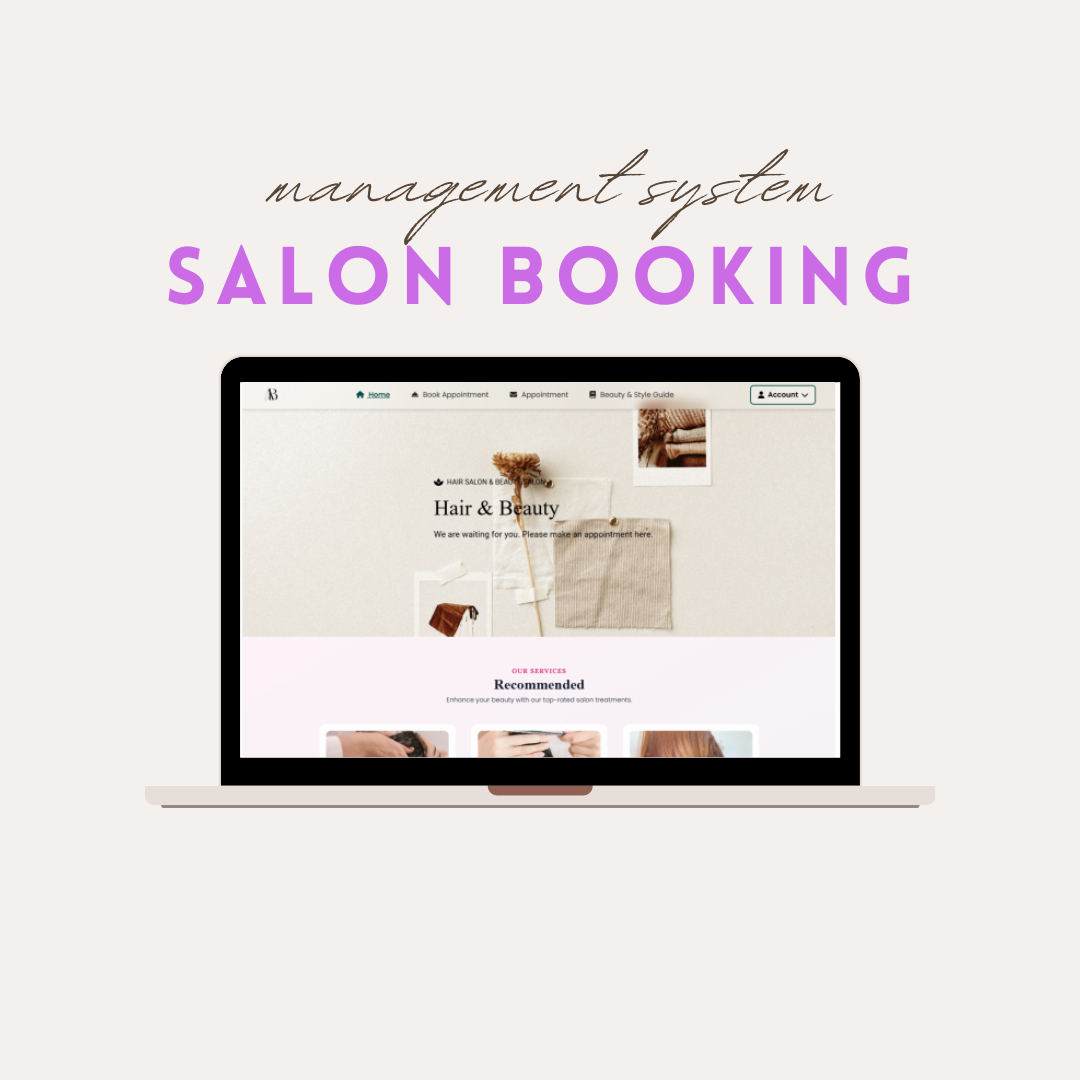 management system
SALON BOOKING
AB
Home Book Appointment Appointment Beauty & Style Guide Account
HAIR SALON & BEAUTY SALON
Hair & Beauty
We are waiting for you. Please make an appointment here.
OUR SERVICES
Recommended
Enhance your beauty with our top-rated salon treatments.